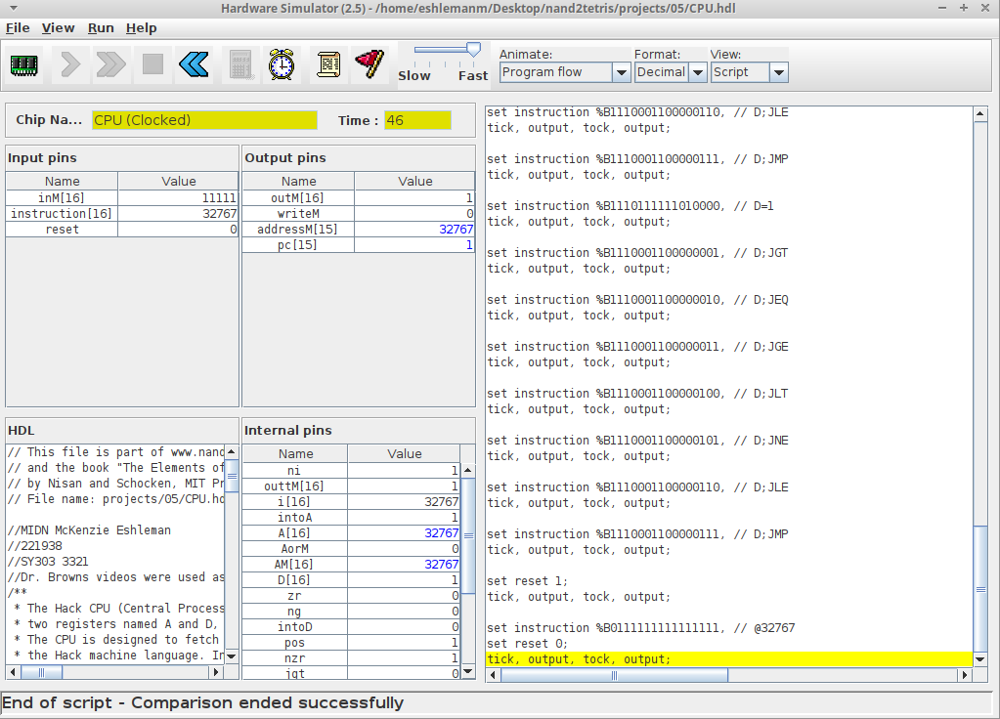 Hardware Simulator (2.5) - /home/eshlemanm/Desktop/nand2tetris/projects/05/CPU.hdl
File View Run Help
Slow Fast
Animate: Format: View:
Program flow Decimal Script
Chip Na... CPU (Clocked) Time : 46
Input pins
Name Value
inM[16] 11111
instruction[16] 32767
reset 0
Output pins
Name Value
outM[16] 1
writeM 0
addressM[15] 32767
pc[15] 1
HDL
// This file is part of www.nand
// and the book "The Elements of
// by Nisan and Schocken, MIT Pr
// File name: projects/05/CPU.hd
//MIDN McKenzie Eshleman
//221938
//SY303 3321
//Dr. Browns videos were used as
/**
* The Hack CPU (Central Process
* two registers named A and D,
* The CPU is designed to fetch
* the Hack machine language. In
Internal pins
Name Value
ni 1
outtM[16] 1
i[16] 32767
intoA 1
A[16] 32767
AorM 0
AM[16] 32767
D[16] 1
zr 0
ng 0
intoD 0
pos 1
nzr 1
jgt 0
set instruction %B1110001100000110, // D;JLE
tick, output, tock, output;
set instruction %B1110001100000111, // D;JMP
tick, output, tock, output;
set instruction %B1110111111010000, // D=1
tick, output, tock, output;
set instruction %B1110001100000001, // D;JGT
tick, output, tock, output;
set instruction %B1110001100000010, // D;JEQ
tick, output, tock, output;
set instruction %B1110001100000011, // D;JGE
tick, output, tock, output;
set instruction %B1110001100000100, // D;JLT
tick, output, tock, output;
set instruction %B1110001100000101, // D;JNE
tick, output, tock, output;
set instruction %B1110001100000110, // D;JLE
tick, output, tock, output;
set instruction %B1110001100000111, // D;JMP
tick, output, tock, output;
set reset 1;
tick, output, tock, output;
set instruction %B0111111111111111, // @32767
set reset 0;
tick, output, tock, output;
End of script - Comparison ended successfully